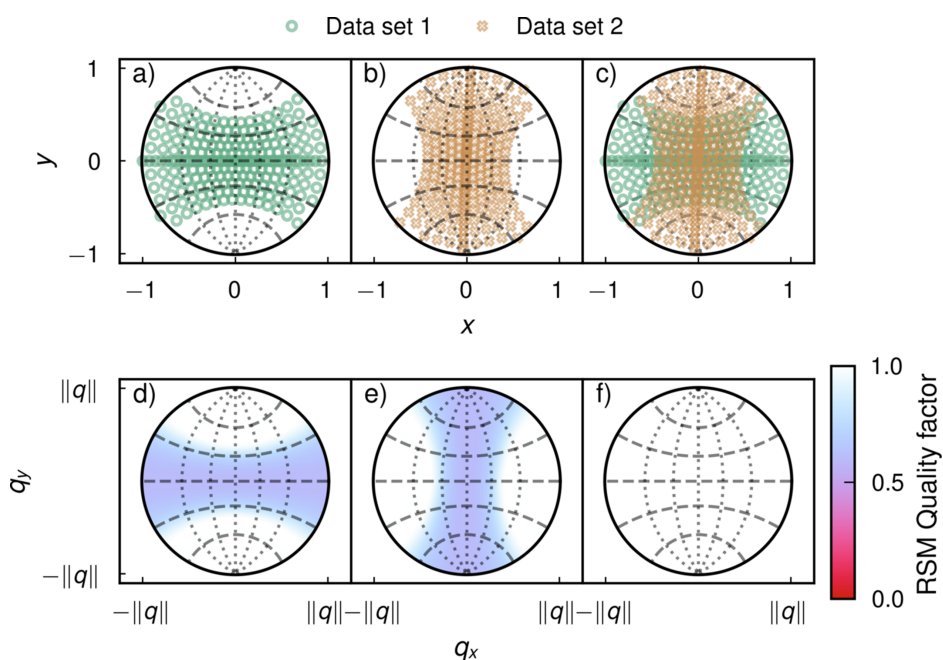 Data set 1 Data set 2
a) b) c)
1
0
−1
y
−1 0 1 −1 0 1 −1 0 1
x
d) e) f)
‖q‖
−‖q‖
q_y
−‖q‖ ‖q‖ −‖q‖ ‖q‖ −‖q‖ ‖q‖
q_x
1.0
0.5
0.0
RSM Quality factor